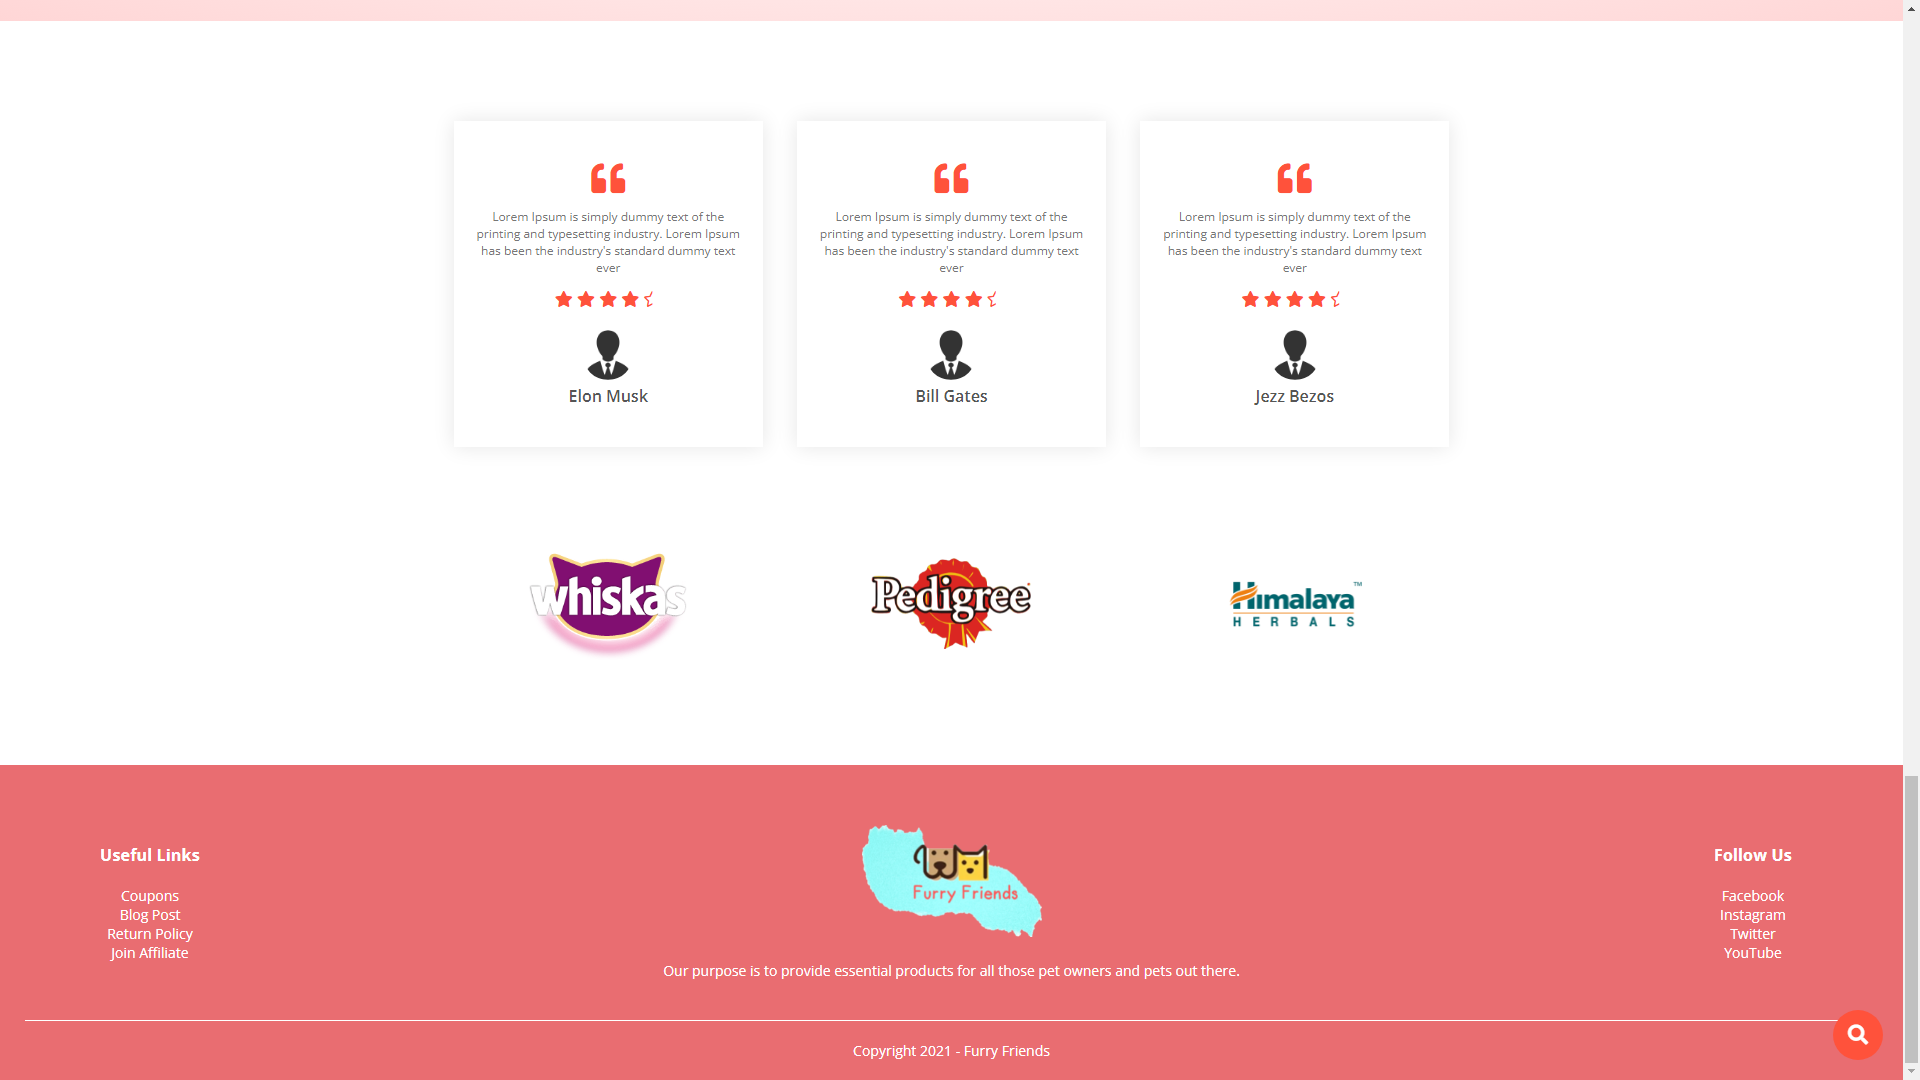 Lorem Ipsum is simply dummy text of the
printing and typesetting industry. Lorem Ipsum
has been the industry's standard dummy text
ever
Elon Musk
Lorem Ipsum is simply dummy text of the
printing and typesetting industry. Lorem Ipsum
has been the industry's standard dummy text
ever
Bill Gates
Lorem Ipsum is simply dummy text of the
printing and typesetting industry. Lorem Ipsum
has been the industry's standard dummy text
ever
Jezz Bezos
whiskas
Pedigree
Himalaya™
HERBALS
Useful Links
Coupons
Blog Post
Return Policy
Join Affiliate
Furry Friends
Our purpose is to provide essential products for all those pet owners and pets out there.
Follow Us
Facebook
Instagram
Twitter
YouTube
Copyright 2021 - Furry Friends